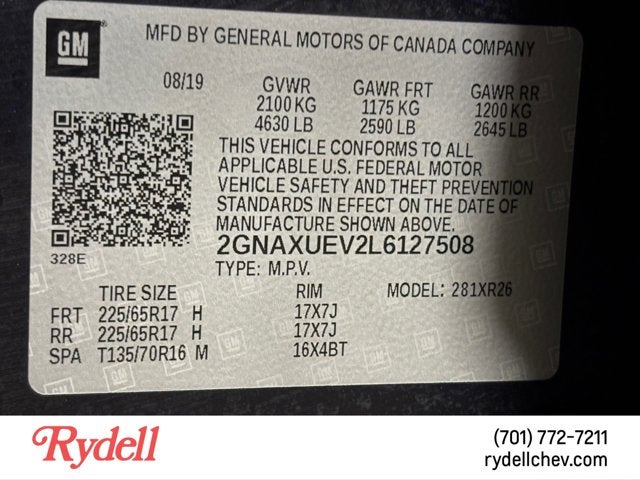 GM
MFD BY GENERAL MOTORS OF CANADA COMPANY
08/19 GVWR GAWR FRT GAWR RR
2100 KG 1175 KG 1200 KG
4630 LB 2590 LB 2645 LB
THIS VEHICLE CONFORMS TO ALL
APPLICABLE U.S. FEDERAL MOTOR
VEHICLE SAFETY AND THEFT PREVENTION
STANDARDS IN EFFECT ON THE DATE OF
MANUFACTURE SHOWN ABOVE.
328E 2GNAXUEV2L6127508
TYPE: M.P.V.
TIRE SIZE RIM MODEL: 281XR26
FRT 225/65R17 H 17X7J
RR 225/65R17 H 17X7J
SPA T135/70R16 M 16X4BT
Rydell
(701) 772-7211
rydellchev.com